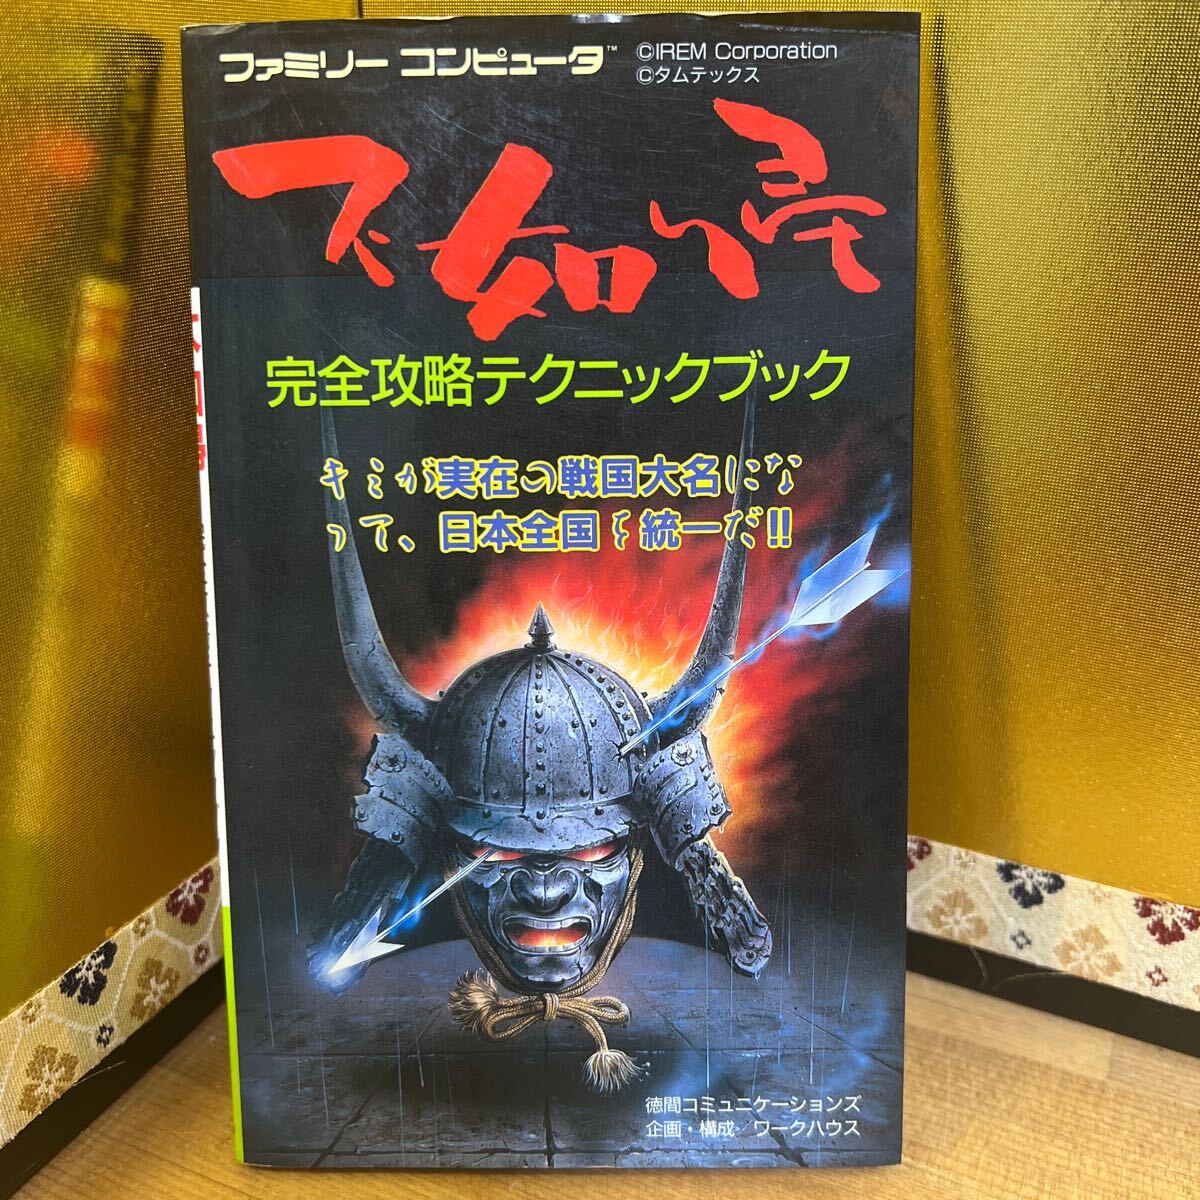 ファミリー コンピュータ™
©IREM Corporation
©タムテックス
不如帰
完全攻略テクニックブック
キミが実在の戦国大名にな
って、日本全国を統一だ!!
徳間コミュニケーションズ
企画・構成/ワークハウス